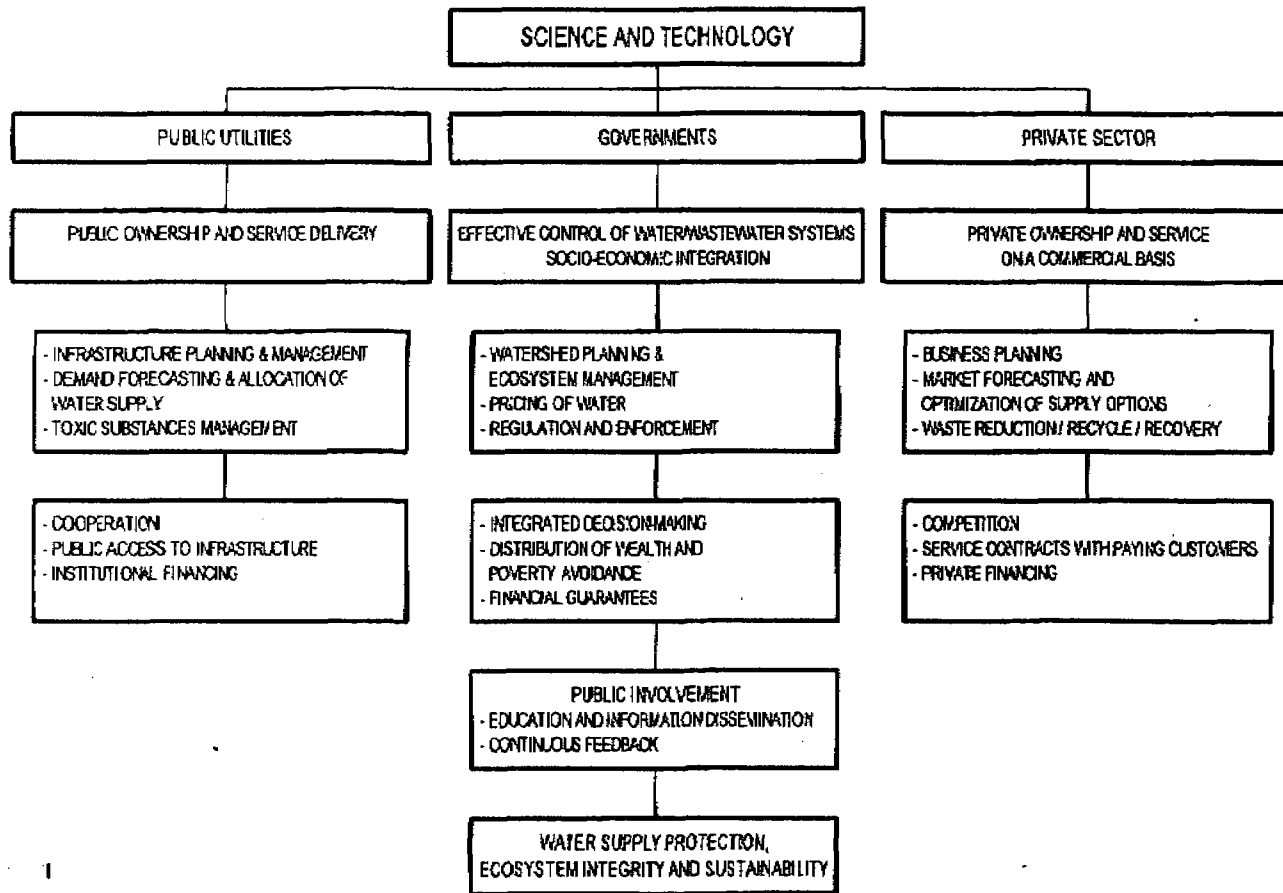 SCIENCE AND TECHNOLOGY
PUBLIC UTILITIES
GOVERNMENTS
PRIVATE SECTOR
PUBLIC OWNERSHIP AND SERVICE DELIVERY
EFFECTIVE CONTROL OF WATER/WASTEWATER SYSTEMS
SOCIO-ECONOMIC INTEGRATION
PRIVATE OWNERSHIP AND SERVICE
ON A COMMERCIAL BASIS
- INFRASTRUCTURE PLANNING & MANAGEMENT
- DEMAND FORECASTING & ALLOCATION OF
WATER SUPPLY
- TOXIC SUBSTANCES MANAGEMENT
- WATERSHED PLANNING &
ECOSYSTEM MANAGEMENT
- PRICING OF WATER
- REGULATION AND ENFORCEMENT
- BUSINESS PLANNING
- MARKET FORECASTING AND
OPTIMIZATION OF SUPPLY OPTIONS
- WASTE REDUCTION / RECYCLE / RECOVERY
- COOPERATION
- PUBLIC ACCESS TO INFRASTRUCTURE
- INSTITUTIONAL FINANCING
- INTEGRATED DECISION-MAKING
- DISTRIBUTION OF WEALTH AND
POVERTY AVOIDANCE
- FINANCIAL GUARANTEES
- COMPETITION
- SERVICE CONTRACTS WITH PAYING CUSTOMERS
- PRIVATE FINANCING
PUBLIC INVOLVEMENT
- EDUCATION AND INFORMATION DISSEMINATION
- CONTINUOUS FEEDBACK
WATER SUPPLY PROTECTION,
ECOSYSTEM INTEGRITY AND SUSTAINABILITY